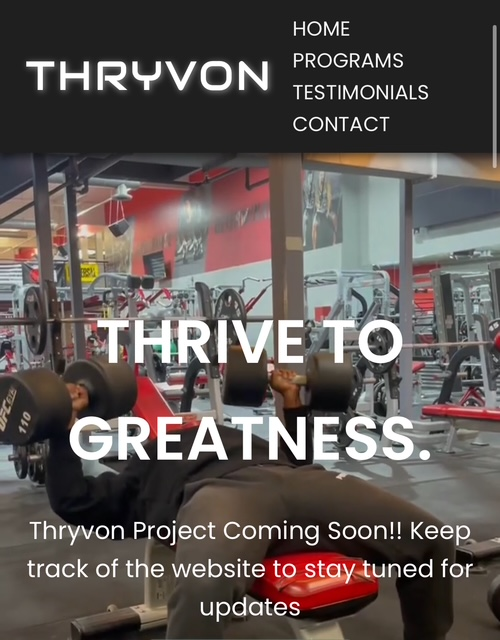 THRYVON
HOME
PROGRAMS
TESTIMONIALS
CONTACT
THRIVE TO
GREATNESS.
Thryvon Project Coming Soon!! Keep
track of the website to stay tuned for
updates
110